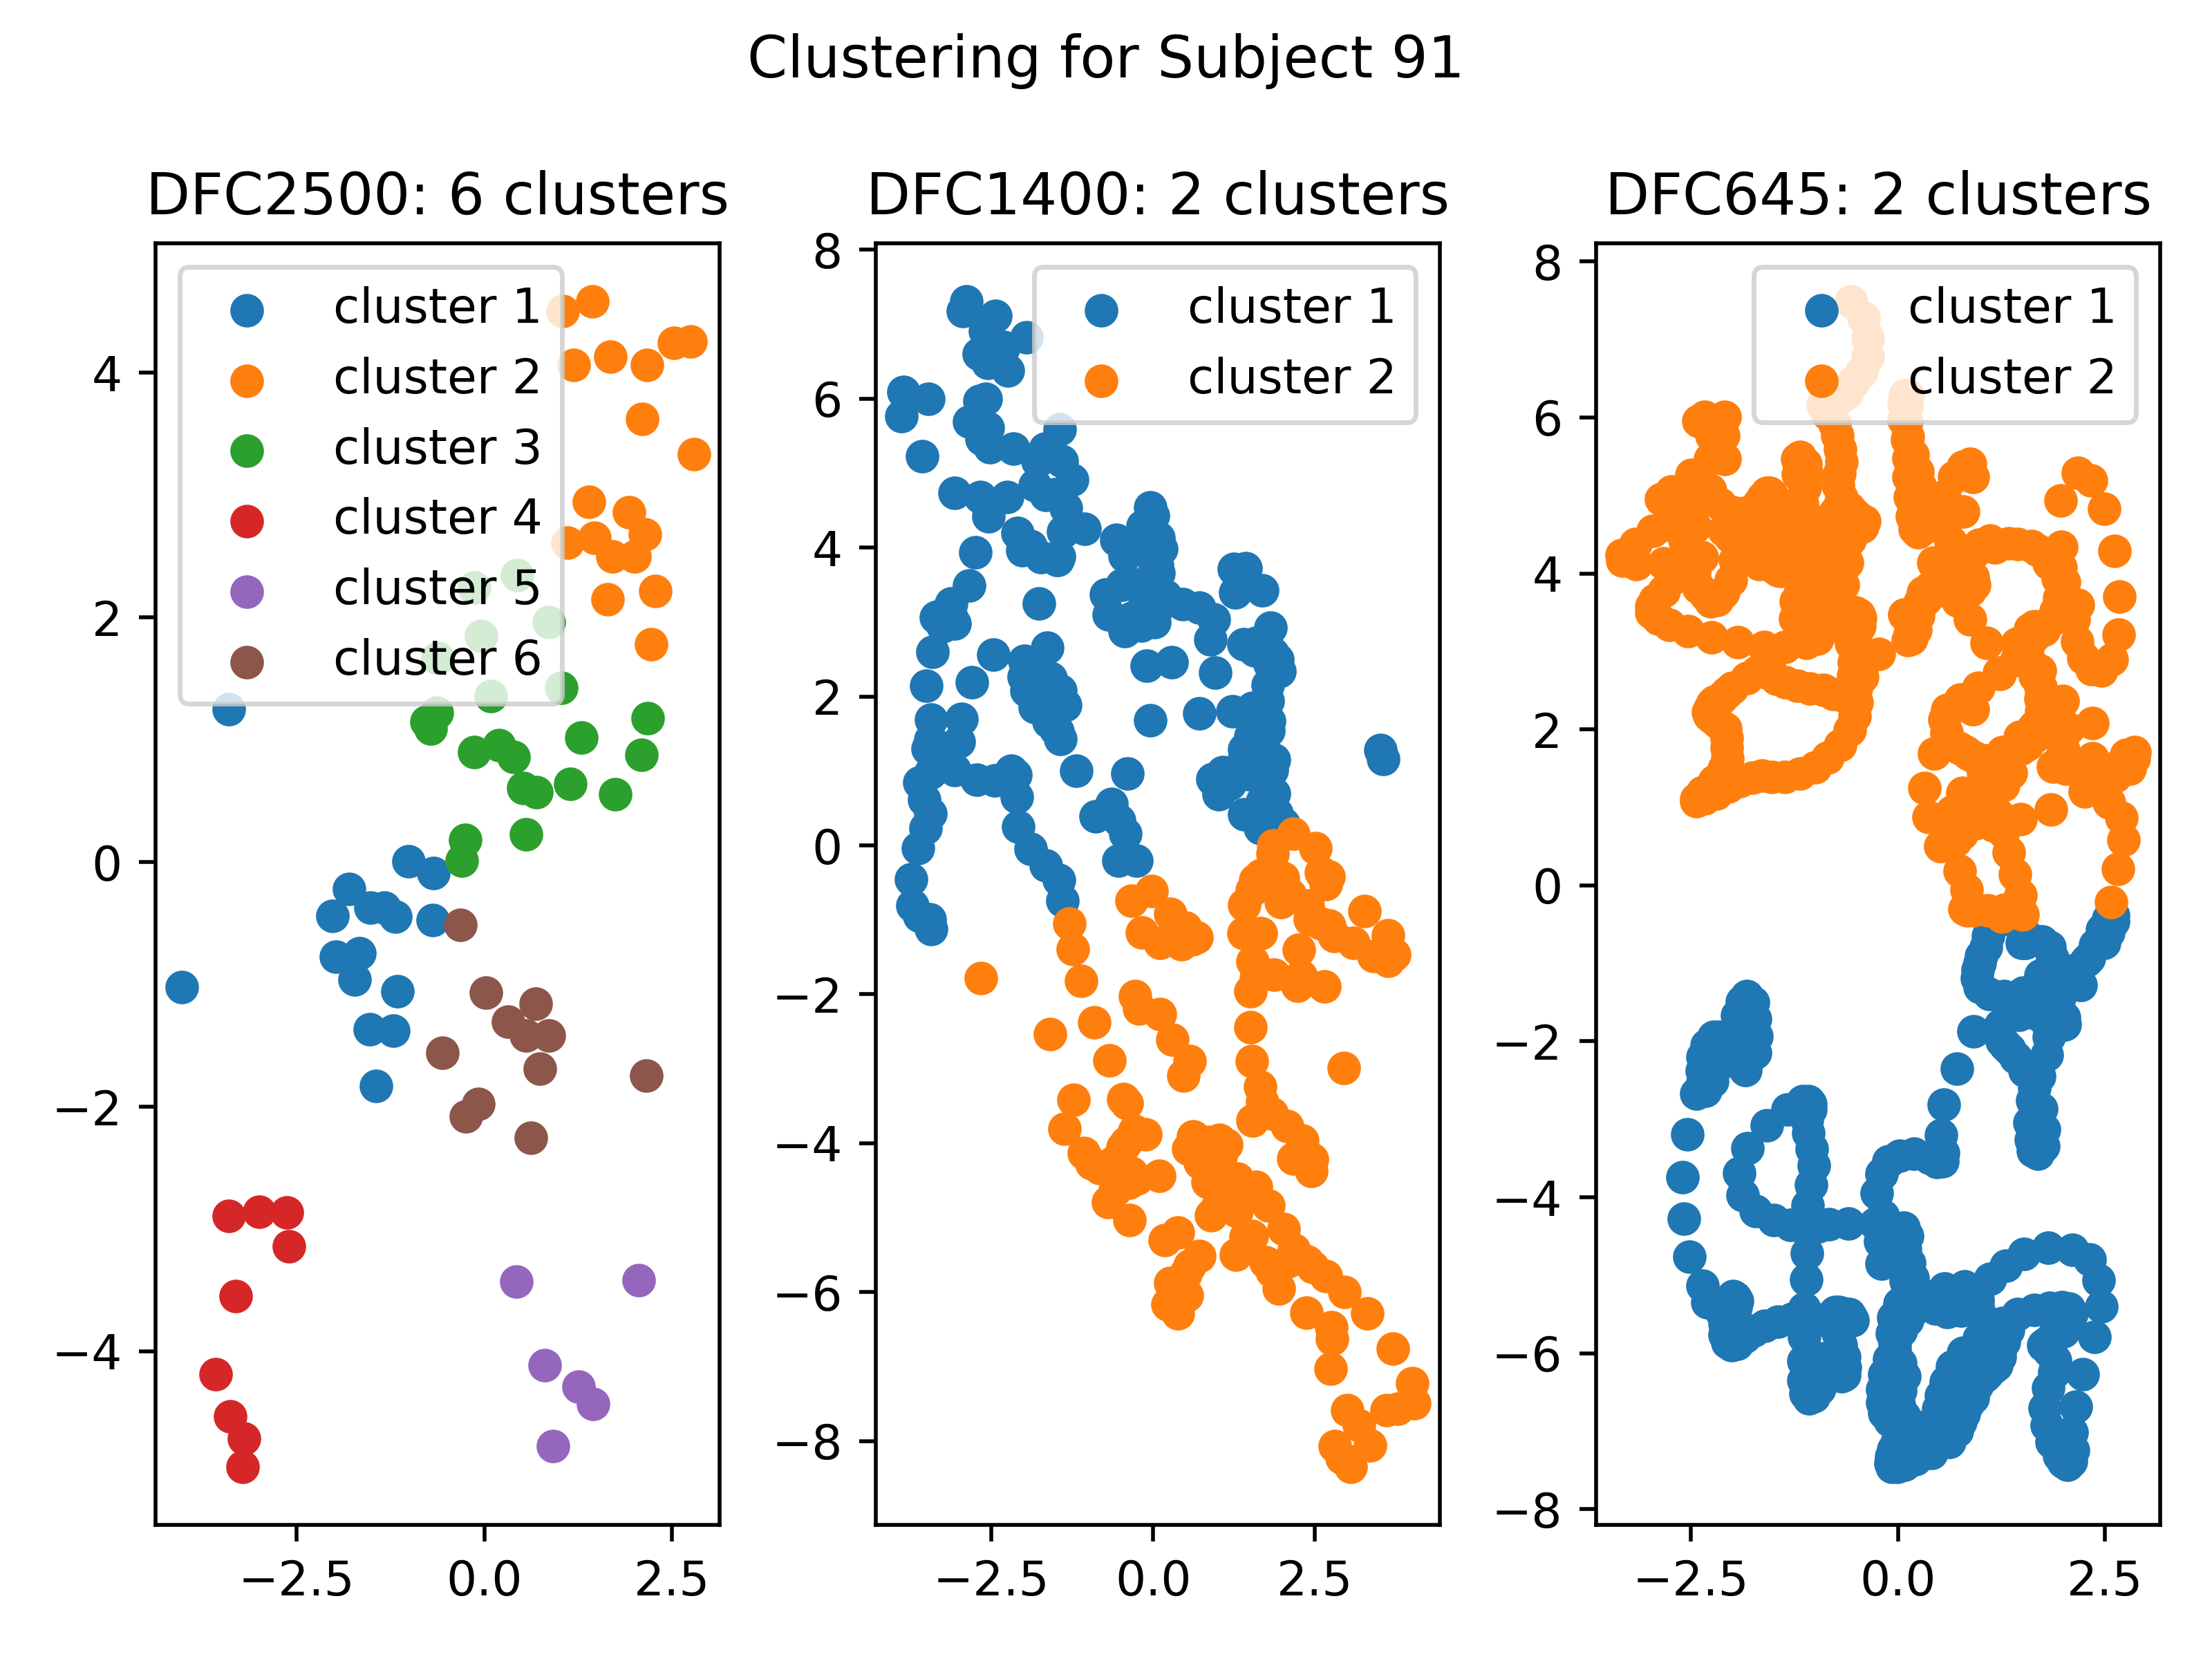 Clustering for Subject 91
DFC2500: 6 clusters
cluster 1
cluster 2
cluster 3
cluster 4
cluster 5
cluster 6
4
2
0
−2
−4
−2.5 0.0 2.5
DFC1400: 2 clusters
cluster 1
cluster 2
8
6
4
2
0
−2
−4
−6
−8
−2.5 0.0 2.5
DFC645: 2 clusters
cluster 1
cluster 2
8
6
4
2
0
−2
−4
−6
−8
−2.5 0.0 2.5